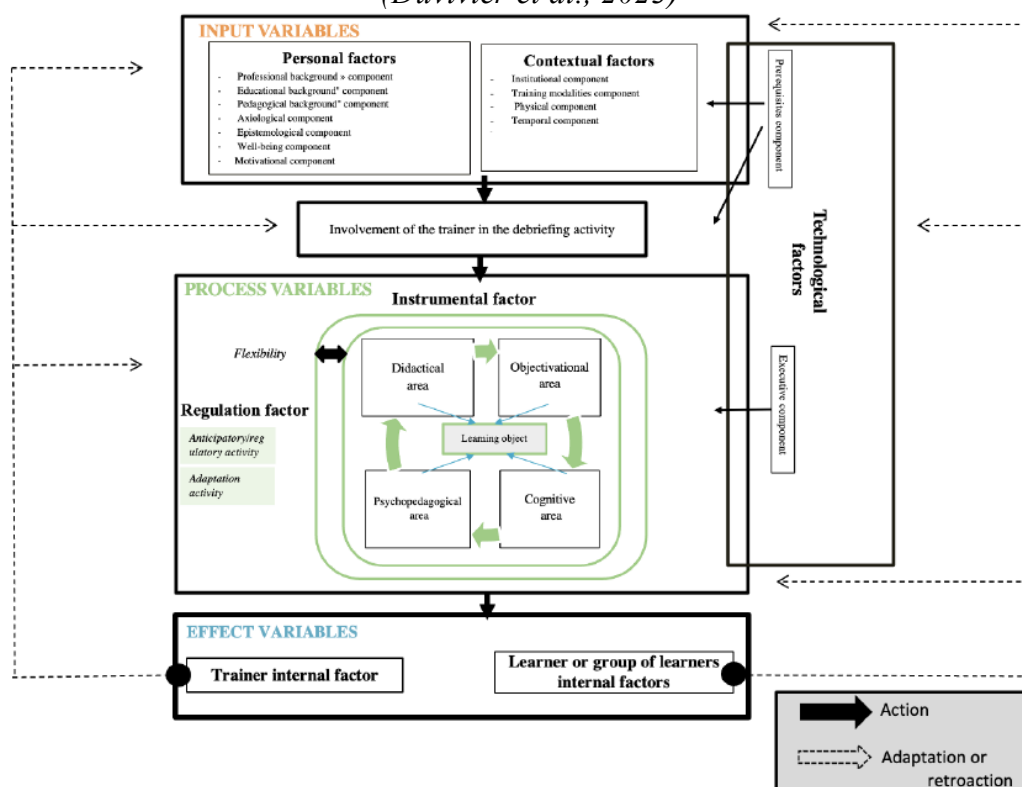 (Duvivier et al., 2023)
INPUT VARIABLES
Personal factors
- Professional background » component
- Educational background" component
- Pedagogical background" component
- Axiological component
- Epistemological component
- Well-being component
- Motivational component
Contextual factors
- Institutional component
- Training modalities component
- Physical component
- Temporal component
-
Prerequisites component
Technological
factors
Executive component
Involvement of the trainer in the debriefing activity
PROCESS VARIABLES
Instrumental factor
Flexibility
Regulation factor
Anticipatory/reg
ulatory activity
Adaptation
activity
Didactical
area
Objectivational
area
Learning object
Psychopedagogical
area
Cognitive
area
EFFECT VARIABLES
Trainer internal factor
Learner or group of learners
internal factors
Action
Adaptation or
retroaction